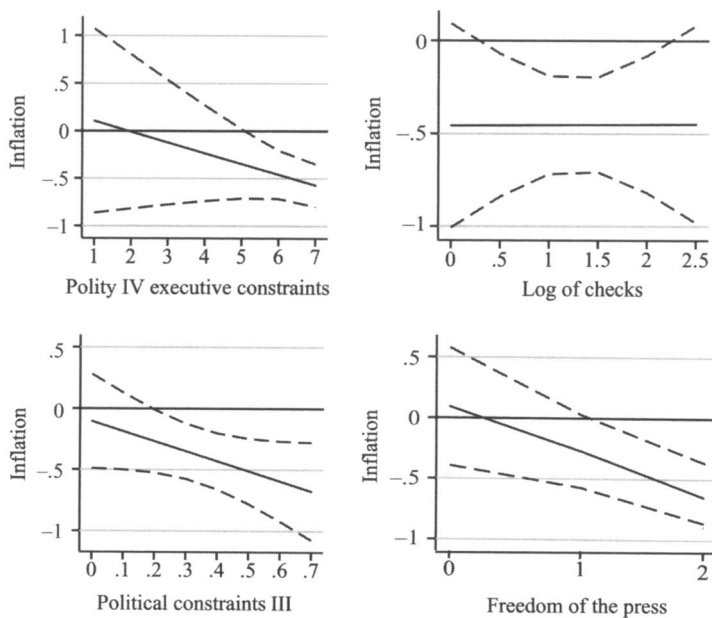 1
.5
0
−.5
−1
Inflation
1 2 3 4 5 6 7
Polity IV executive constraints
0
−.5
−1
Inflation
0 .5 1 1.5 2 2.5
Log of checks
.5
0
−.5
−1
Inflation
0 .1 .2 .3 .4 .5 .6 .7
Political constraints III
.5
0
−.5
−1
Inflation
0 1 2
Freedom of the press